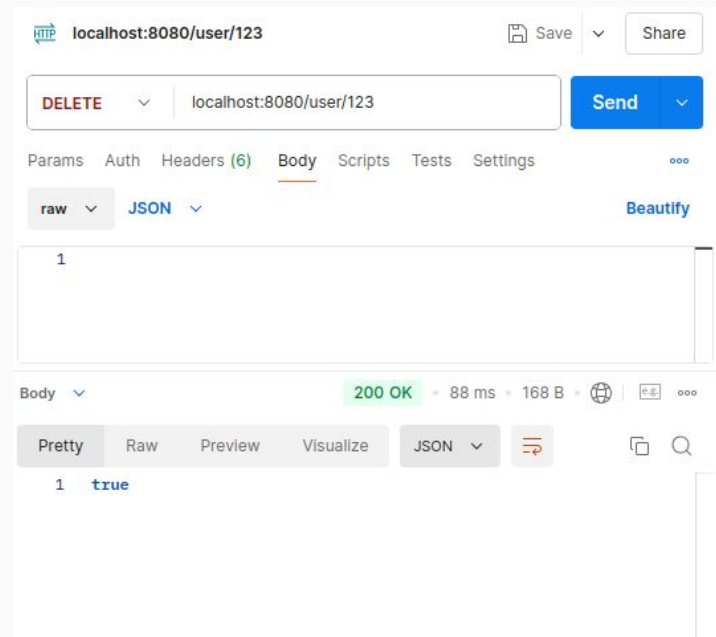 HTTP localhost:8080/user/123 Save Share
DELETE localhost:8080/user/123 Send
Params Auth Headers (6) Body Scripts Tests Settings
raw JSON Beautify
1
Body 200 OK 88 ms 168 B e.g.
Pretty Raw Preview Visualize JSON
1 true